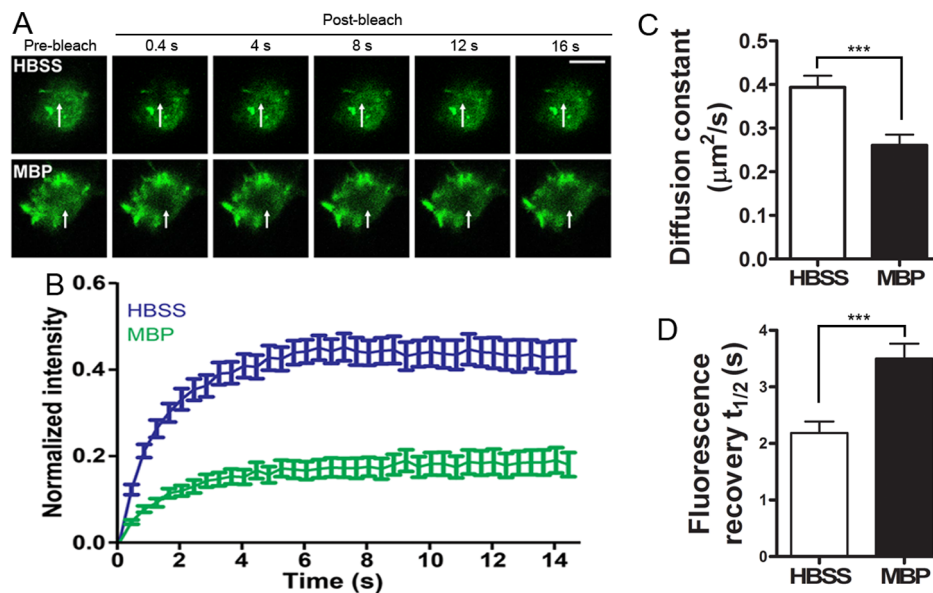 A
Post-bleach
Pre-bleach 0.4 s 4 s 8 s 12 s 16 s
HBSS
MBP
B
0.6
0.4
0.2
0.0
Normalized intensity
HBSS
MBP
0 2 4 6 8 10 12 14
Time (s)
C
Diffusion constant
(μm²/s)
0.5
0.4
0.3
0.2
0.1
0.0
***
HBSS MBP
D
Fluorescence
recovery t1/2 (s)
4
3
2
1
0
***
HBSS MBP